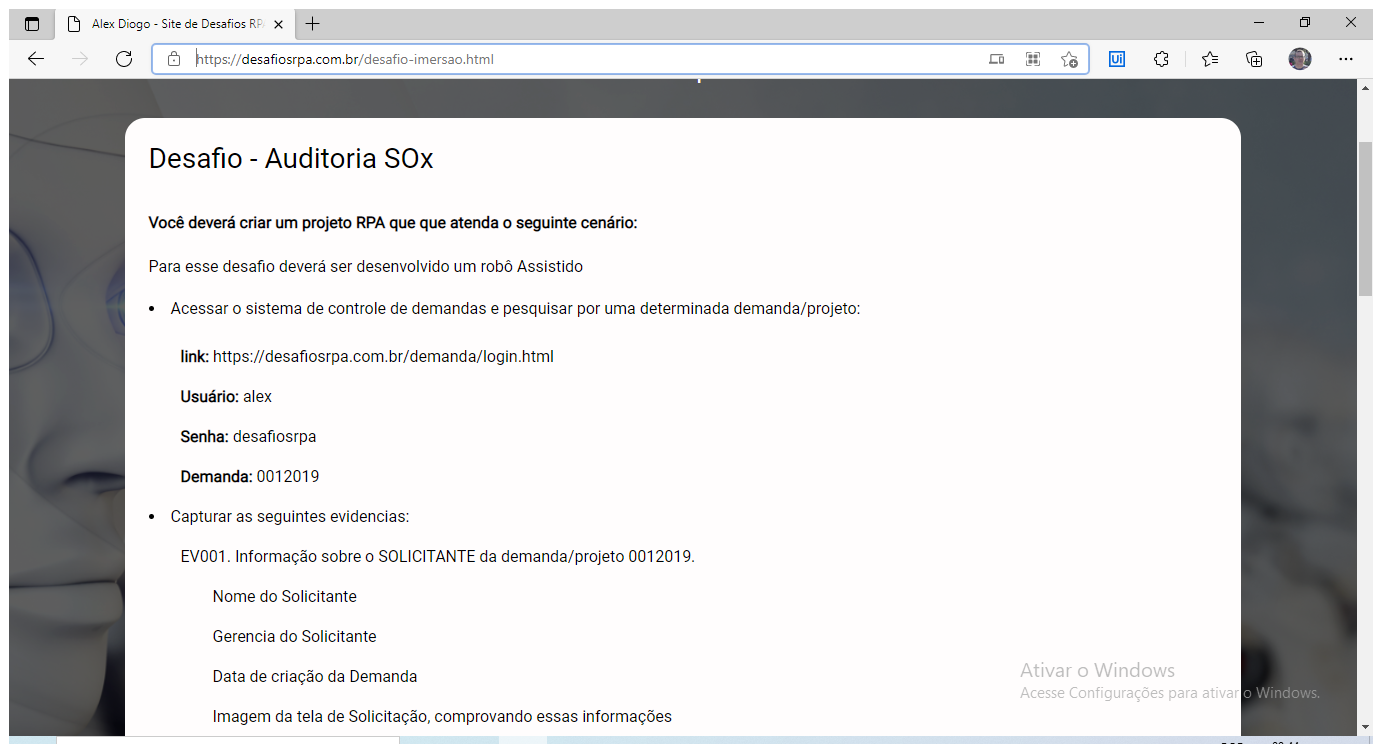 Alex Diogo - Site de Desafios RP
https://desafiosrpa.com.br/desafio-imersao.html
Ui
Desafio - Auditoria SOx
Você deverá criar um projeto RPA que que atenda o seguinte cenário:
Para esse desafio deverá ser desenvolvido um robô Assistido
• Acessar o sistema de controle de demandas e pesquisar por uma determinada demanda/projeto:
link: https://desafiosrpa.com.br/demanda/login.html
Usuário: alex
Senha: desafiosrpa
Demanda: 0012019
• Capturar as seguintes evidencias:
EV001. Informação sobre o SOLICITANTE da demanda/projeto 0012019.
Nome do Solicitante
Gerencia do Solicitante
Data de criação da Demanda
Imagem da tela de Solicitação, comprovando essas informações
Ativar o Windows
Acesse Configurações para ativar o Windows.